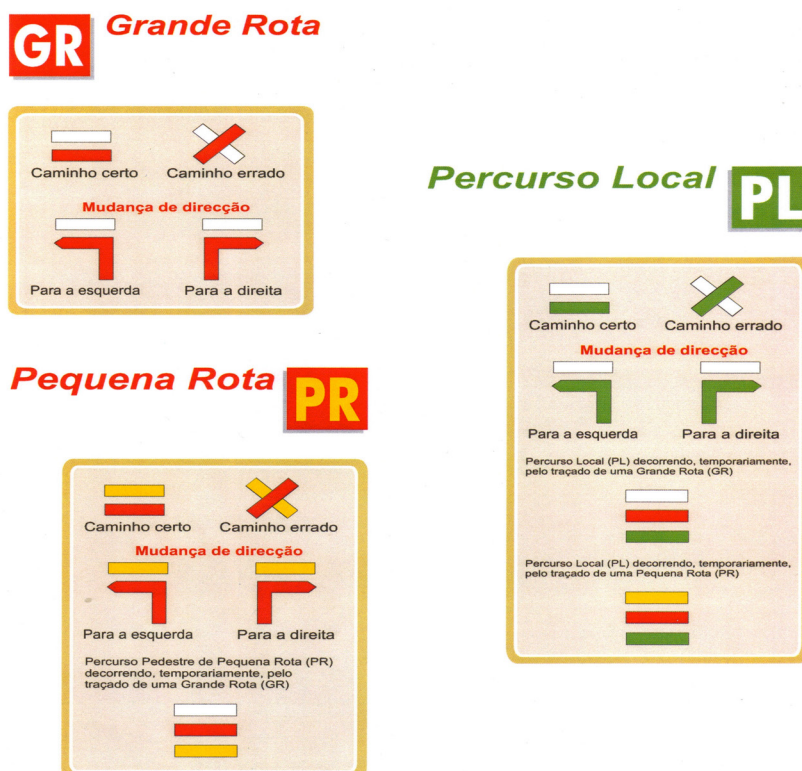 GR Grande Rota
Caminho certo Caminho errado
Mudança de direcção
Para a esquerda Para a direita
Pequena Rota PR
Caminho certo Caminho errado
Mudança de direcção
Para a esquerda Para a direita
Percurso Pedestre de Pequena Rota (PR)
decorrendo, temporariamente, pelo
traçado de uma Grande Rota (GR)
Percurso Local PL
Caminho certo Caminho errado
Mudança de direcção
Para a esquerda Para a direita
Percurso Local (PL) decorrendo, temporariamente,
pelo traçado de uma Grande Rota (GR)
Percurso Local (PL) decorrendo, temporariamente,
pelo traçado de uma Pequena Rota (PR)